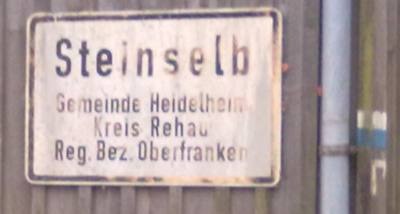 Steinselb
Gemeinde Heidelheim
Kreis Rehau
Reg. Bez. Oberfranken